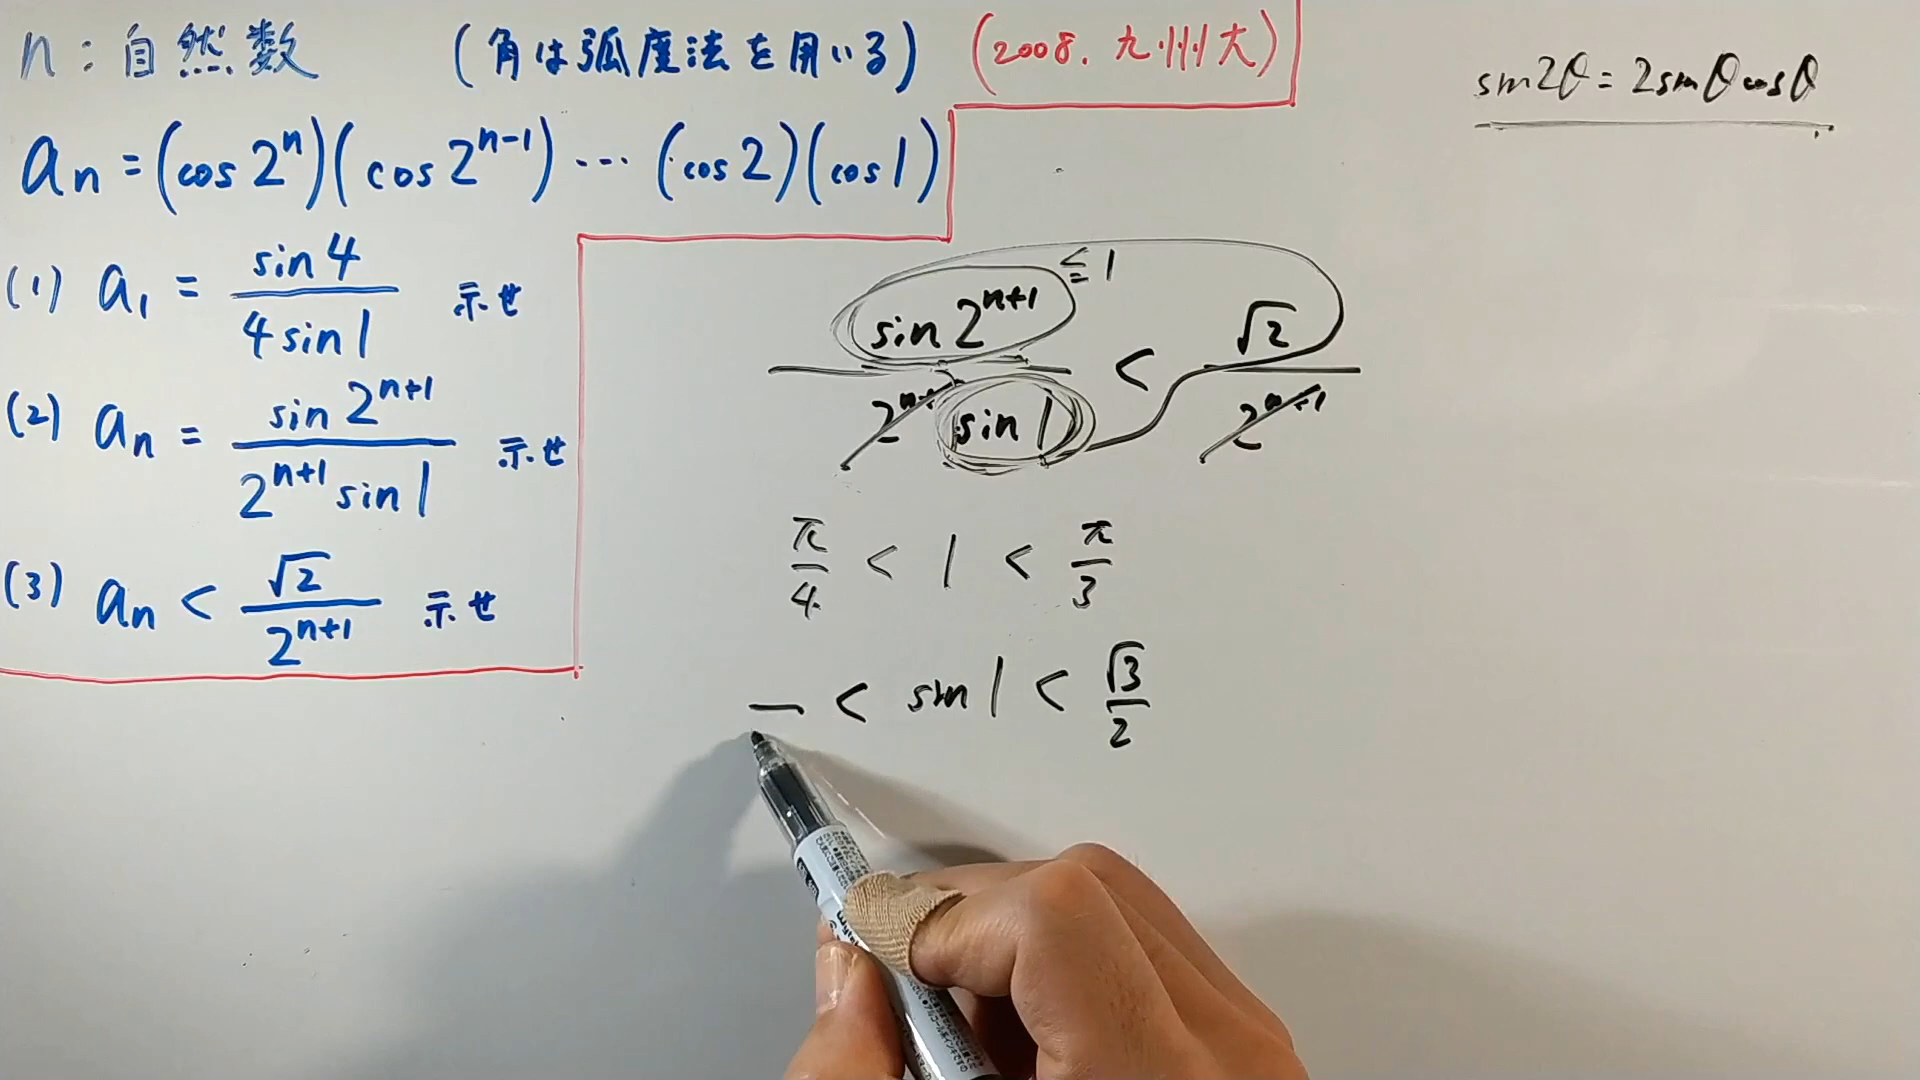 n : 自然数 (角は弧度法を用いる) (2008. 九州大)
aₙ = (cos 2ⁿ)(cos 2ⁿ⁻¹) ··· (cos 2)(cos 1)
(1) a₁ = sin 4 / 4 sin 1 示せ
(2) aₙ = sin 2ⁿ⁺¹ / 2ⁿ⁺¹ sin 1 示せ
(3) aₙ < √2 / 2ⁿ⁺¹ 示せ
sin2θ = 2sinθcosθ
≦ 1
sin 2ⁿ⁺¹ / 2ⁿ⁺¹ sin 1 < √2 / 2ⁿ⁺¹
π/4 < 1 < π/3
— < sin 1 < √3/2